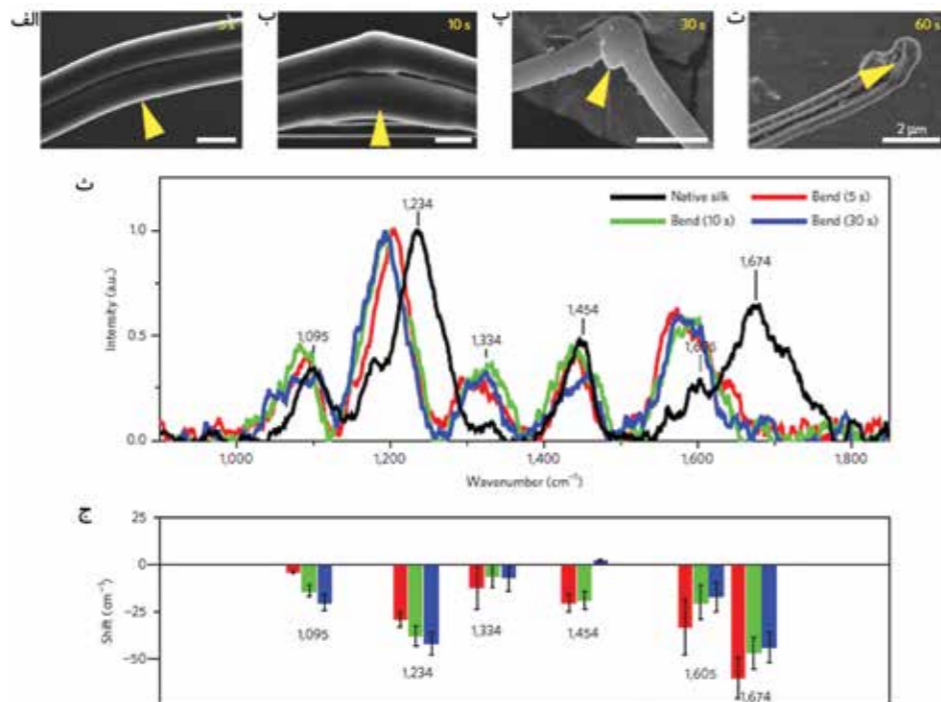 الف
5 s
ب
10 s
پ
30 s
ت
60 s
2 µm
ث
Native silk
Bend (5 s)
Bend (10 s)
Bend (30 s)
1,234
1,674
1,454
1,095
1,334
1.0
0.5
0.0
Intensity (a.u.)
1,000
1,200
1,400
1,600
1,800
Wavenumber (cm⁻¹)
ج
25
0
−25
−50
Shift (cm⁻¹)
1,095
1,234
1,334
1,454
1,605
1,674